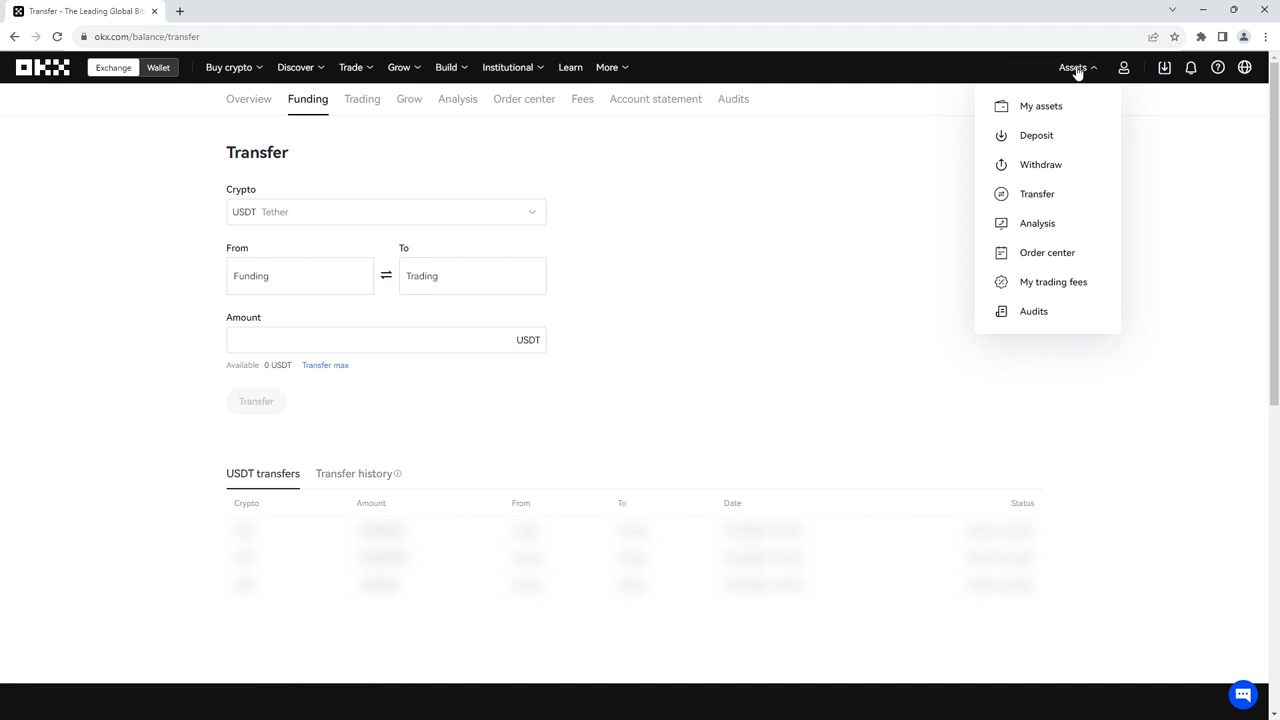 Transfer - The Leading Global Bit
okx.com/balance/transfer
OKX
Exchange Wallet Buy crypto Discover Trade Grow Build Institutional Learn More Assets
Overview Funding Trading Grow Analysis Order center Fees Account statement Audits
My assets
Deposit
Withdraw
Transfer
Analysis
Order center
My trading fees
Audits
Transfer
Crypto
USDT Tether
From To
Funding Trading
Amount
USDT
Available 0 USDT Transfer max
Transfer
USDT transfers Transfer history
Crypto Amount From To Date Status